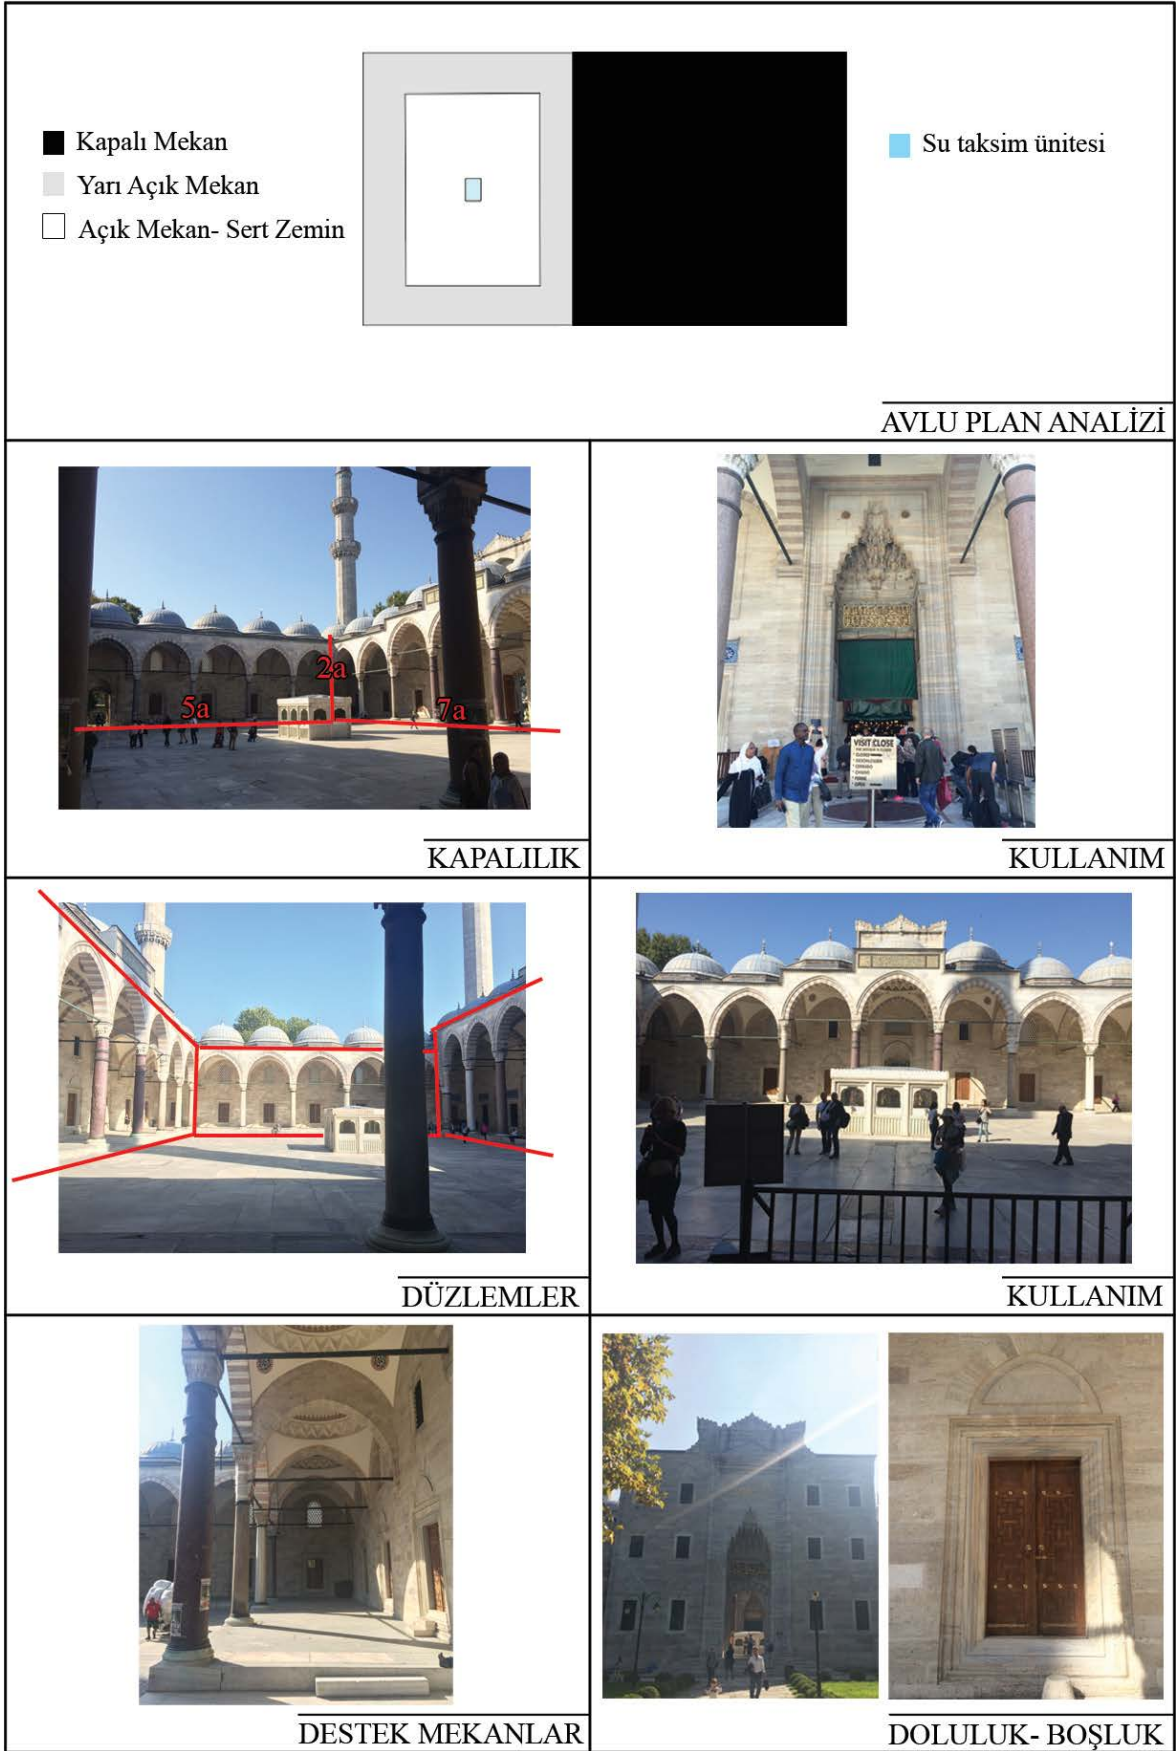 Kapalı Mekan
Yarı Açık Mekan
Açık Mekan- Sert Zemin
Su taksim ünitesi
AVLU PLAN ANALİZİ
2a
5a
7a
KAPALILIK
VISIT CLOSE
KULLANIM
DÜZLEMLER
KULLANIM
DESTEK MEKANLAR
DOLULUK- BOŞLUK